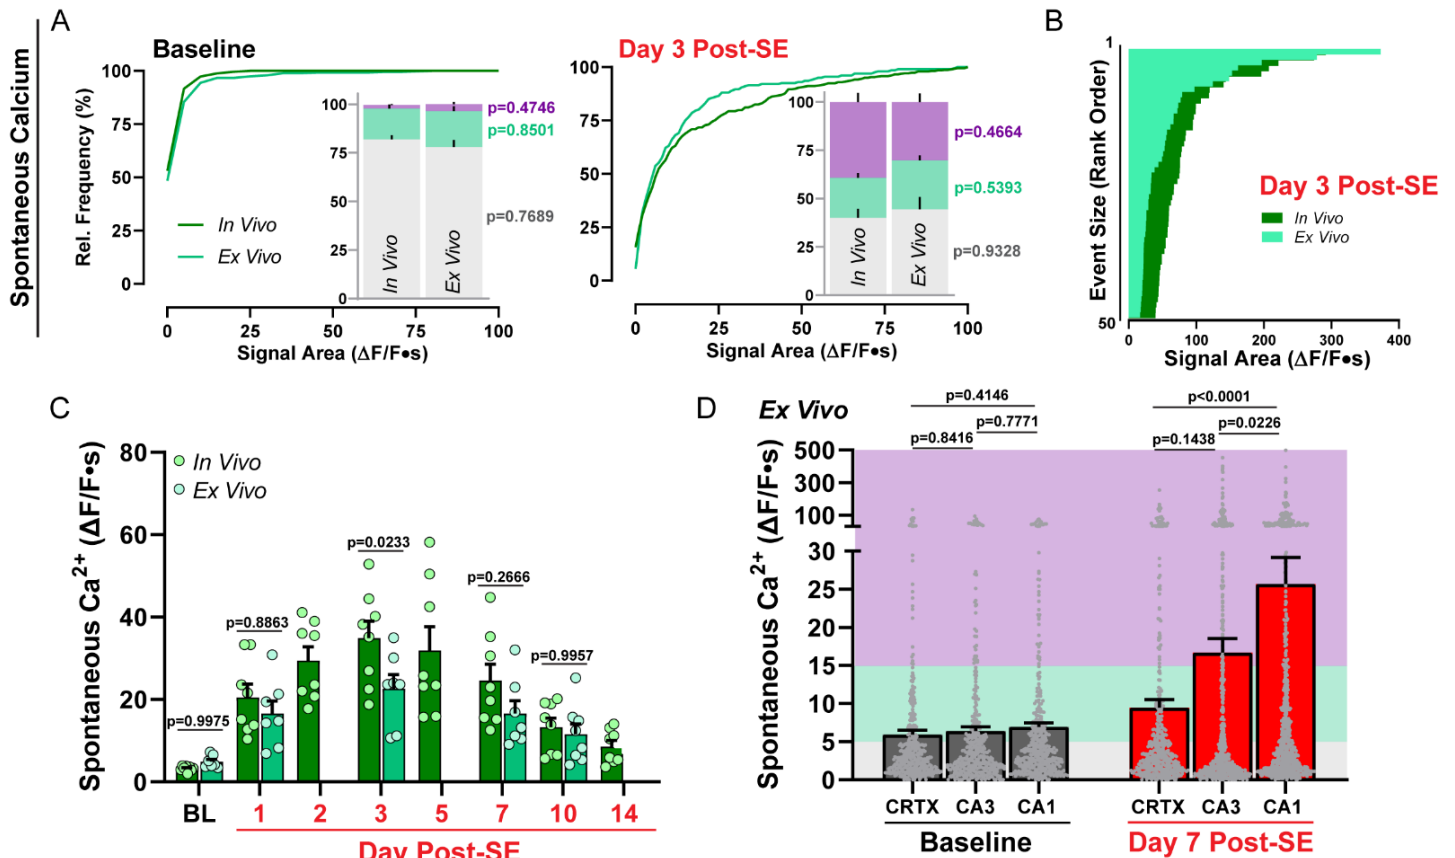 A
B
Spontaneous Calcium
Baseline
Rel. Frequency (%)
100
75
50
25
0
0
25
50
75
100
Signal Area (ΔF/F•s)
In Vivo
Ex Vivo
100
75
50
25
0
In Vivo
Ex Vivo
p=0.4746
p=0.8501
p=0.7689
Day 3 Post-SE
100
75
50
25
0
0
25
50
75
100
Signal Area (ΔF/F•s)
100
75
50
25
0
In Vivo
Ex Vivo
p=0.4664
p=0.5393
p=0.9328
Event Size (Rank Order)
1
50
0
100
200
300
400
Signal Area (ΔF/F•s)
Day 3 Post-SE
In Vivo
Ex Vivo
C
Spontaneous Ca2+ (ΔF/F•s)
80
60
40
20
0
In Vivo
Ex Vivo
p=0.9975
p=0.8863
p=0.0233
p=0.2666
p=0.9957
BL
1
2
3
5
7
10
14
Day Post-SE
D
Ex Vivo
Spontaneous Ca2+ (ΔF/F•s)
500
300
100
30
25
20
15
10
5
0
p=0.4146
p=0.8416
p=0.7771
p<0.0001
p=0.1438
p=0.0226
CRTX
CA3
CA1
Baseline
CRTX
CA3
CA1
Day 7 Post-SE